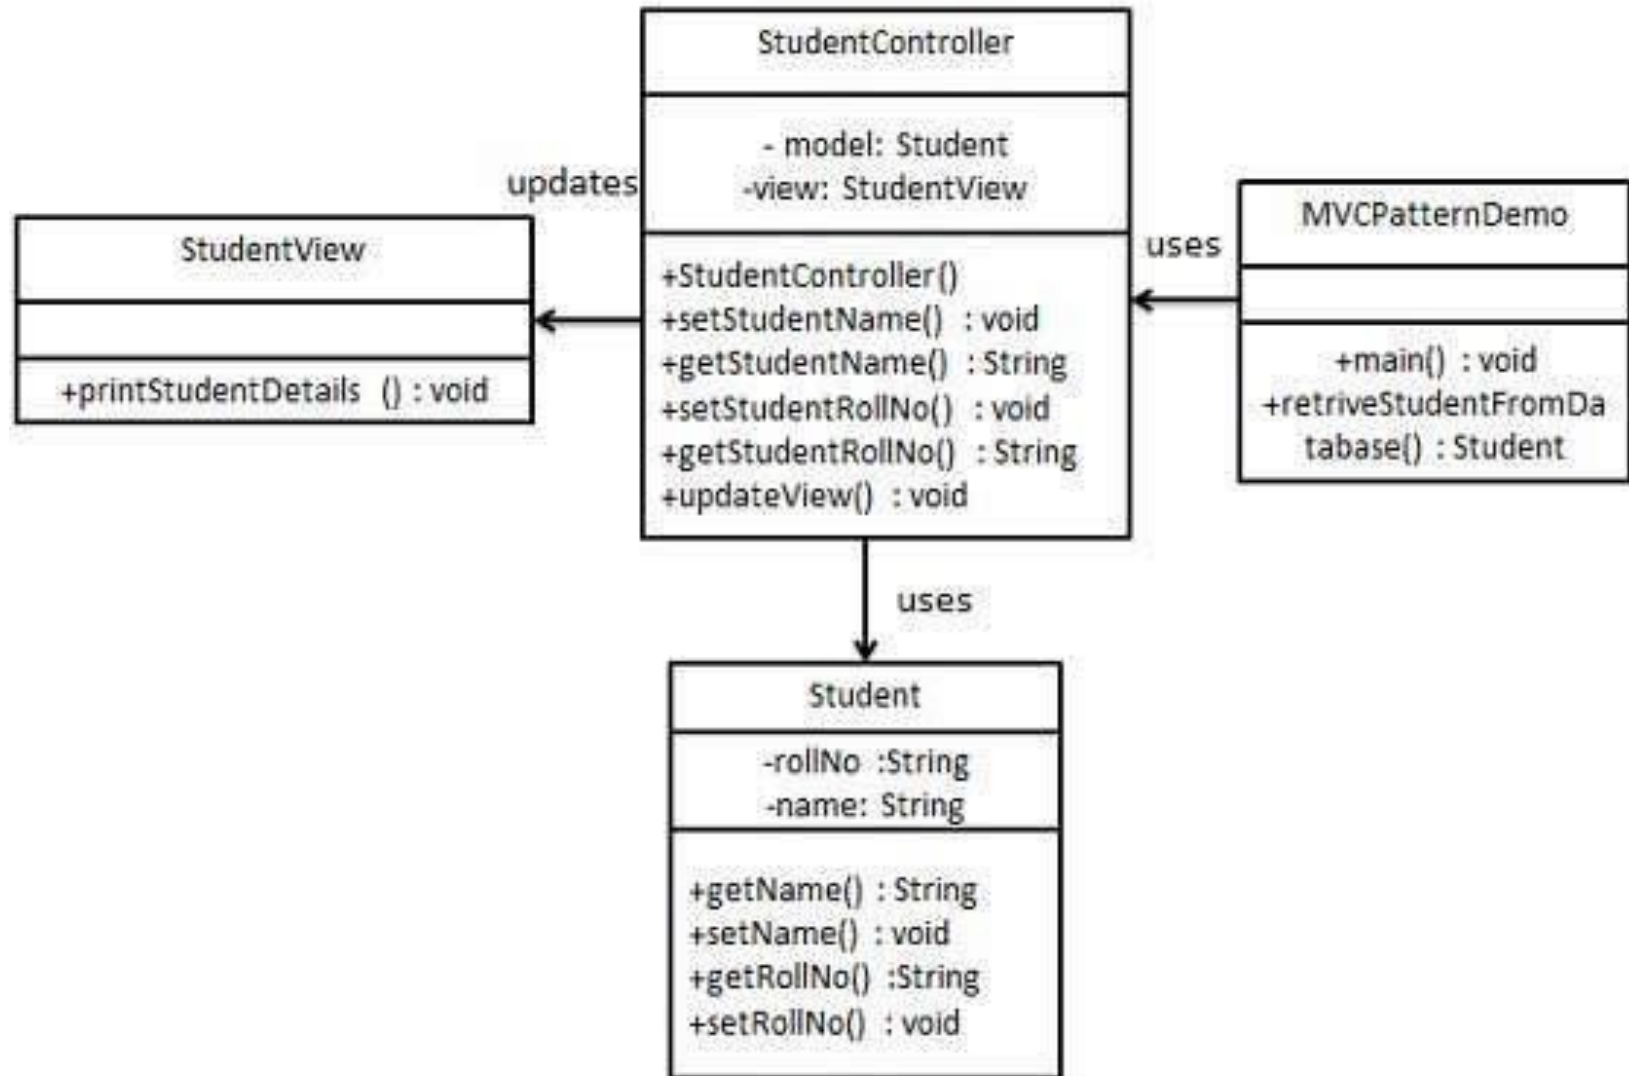 StudentController
- model: Student
-view: StudentView
+StudentController()
+setStudentName() : void
+getStudentName() : String
+setStudentRollNo() : void
+getStudentRollNo() : String
+updateView() : void
updates
StudentView
+printStudentDetails () : void
uses
MVCPatternDemo
+main() : void
+retriveStudentFromDa
tabase() : Student
uses
Student
-rollNo :String
-name: String
+getName() : String
+setName() : void
+getRollNo() :String
+setRollNo() : void